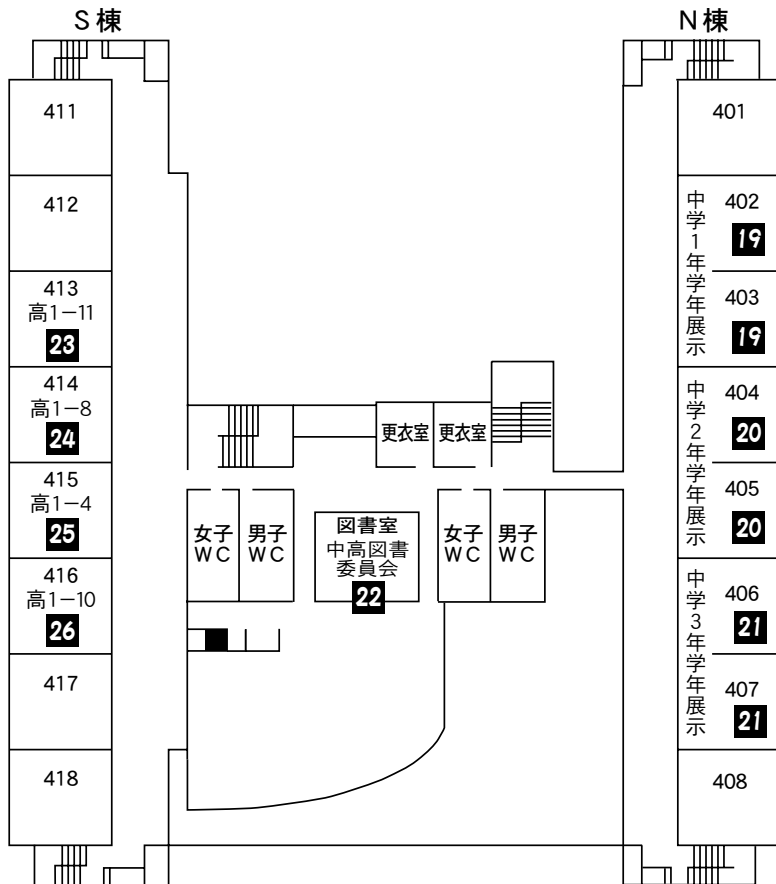 S棟
N棟
411
412
413
高1−11
23
414
高1−8
24
415
高1−4
25
416
高1−10
26
417
418
更衣室
更衣室
女子
WC
男子
WC
図書室
中高図書
委員会
22
女子
WC
男子
WC
401
中学1年学年展示
402
19
403
19
中学2年学年展示
404
20
405
20
中学3年学年展示
406
21
407
21
408